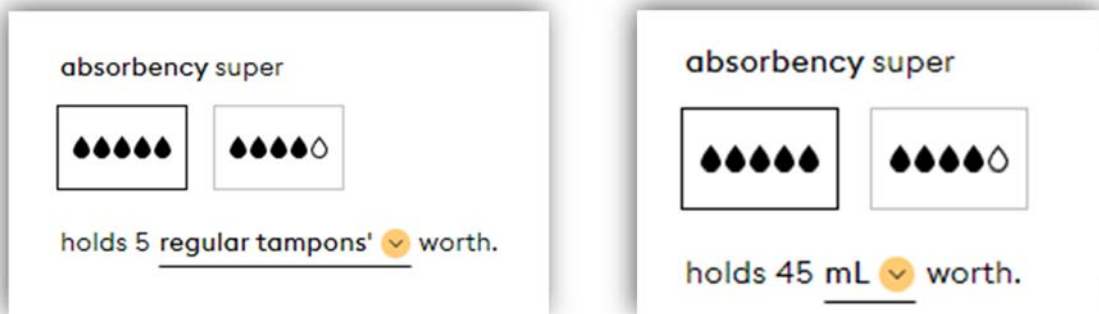 absorbency super
holds 5 regular tampons' worth.
absorbency super
holds 45 mL worth.